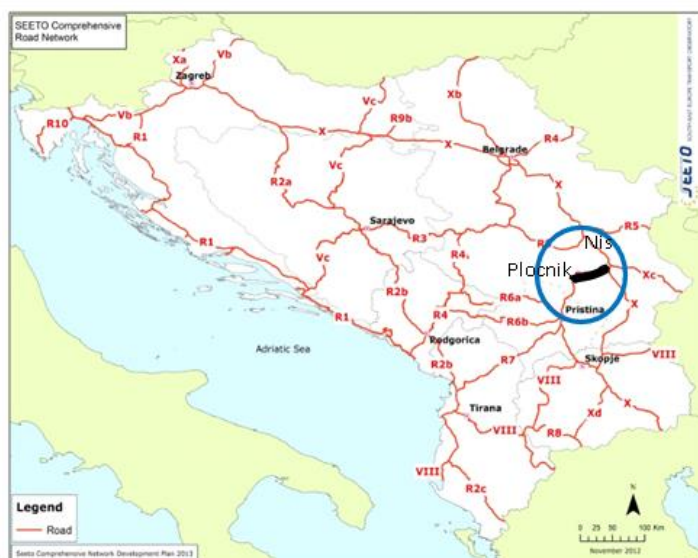 SEETO Comprehensive
Road Network
Xa
Vb
Zagreb
Vc
Xb
R10
Vb
R1
R9b
X
X
Belgrade
R4
SEETO
R2a
Vc
X
R1
Sarajevo
R3
R4.
R5
Nis
Plocnik
Xc
Vc
R2b
R6a
X
R1
R4
R6b
Pristina
Podgorica
Adriatic Sea
R2b
R7
Skopje
VIII
VIII
Tirana
Xd
X
VIII
R8
VIII
R2c
Legend
Road
N
0 25 50 100 Km
November 2012
Seeto Comprehensive Network Development Plan 2013